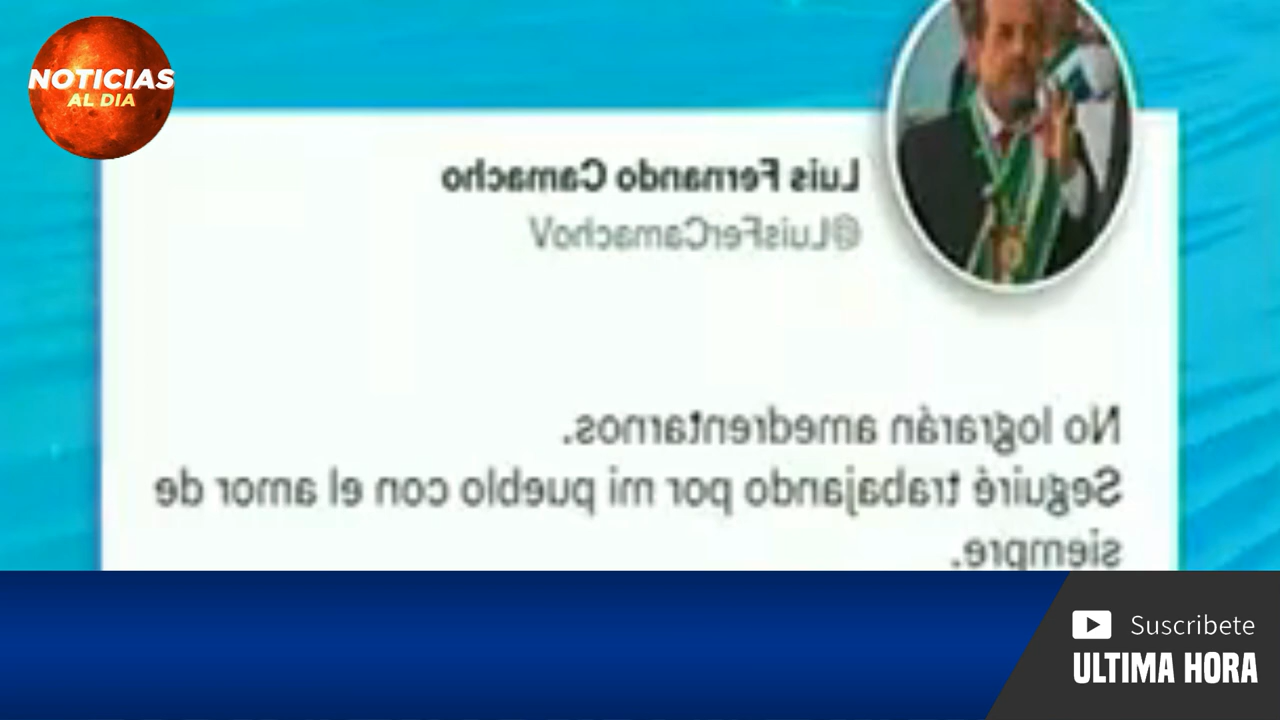 NOTICIAS
AL DIA
Luis Fernando Camacho
@LuisFerCamachoV
No lograrán amedrentarnos.
Seguiré trabajando por mi pueblo con el amor de
siempre.
Suscribete
ULTIMA HORA